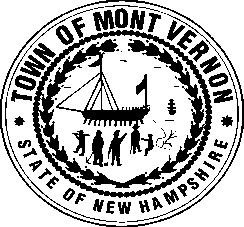 TOWN OF MONT VERNON
STATE OF NEW HAMPSHIRE